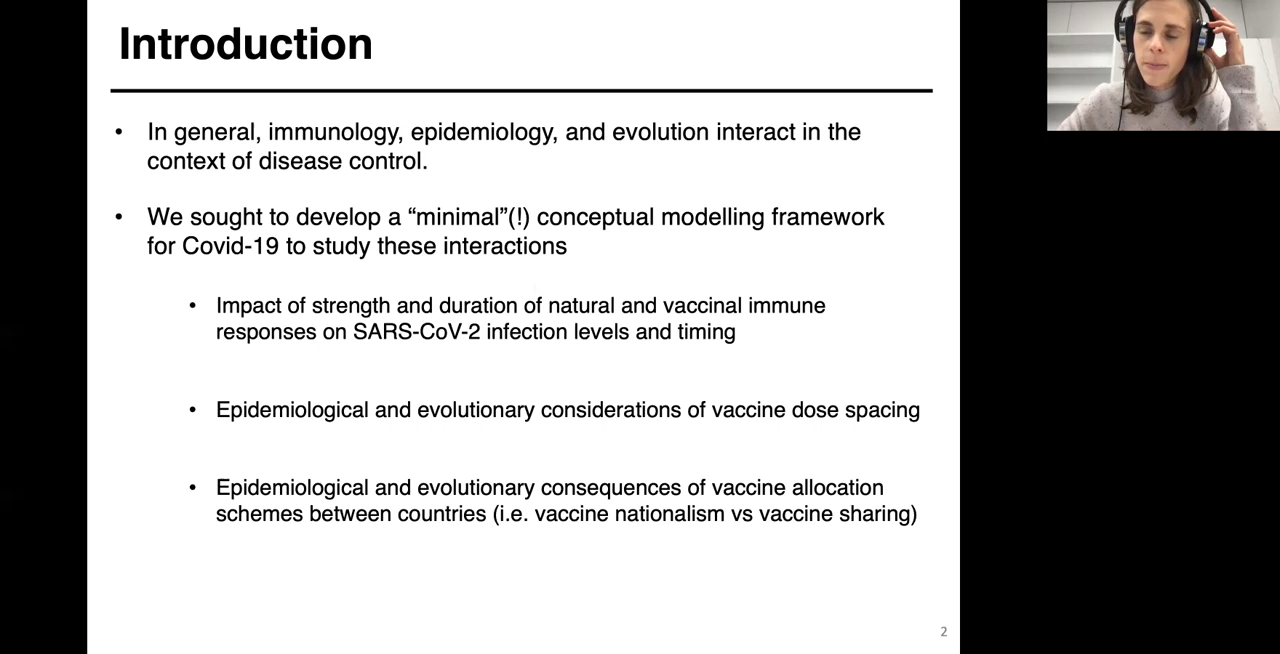 Introduction
• In general, immunology, epidemiology, and evolution interact in the
context of disease control.
• We sought to develop a “minimal”(!) conceptual modelling framework
for Covid-19 to study these interactions
• Impact of strength and duration of natural and vaccinal immune
responses on SARS-CoV-2 infection levels and timing
• Epidemiological and evolutionary considerations of vaccine dose spacing
• Epidemiological and evolutionary consequences of vaccine allocation
schemes between countries (i.e. vaccine nationalism vs vaccine sharing)
2